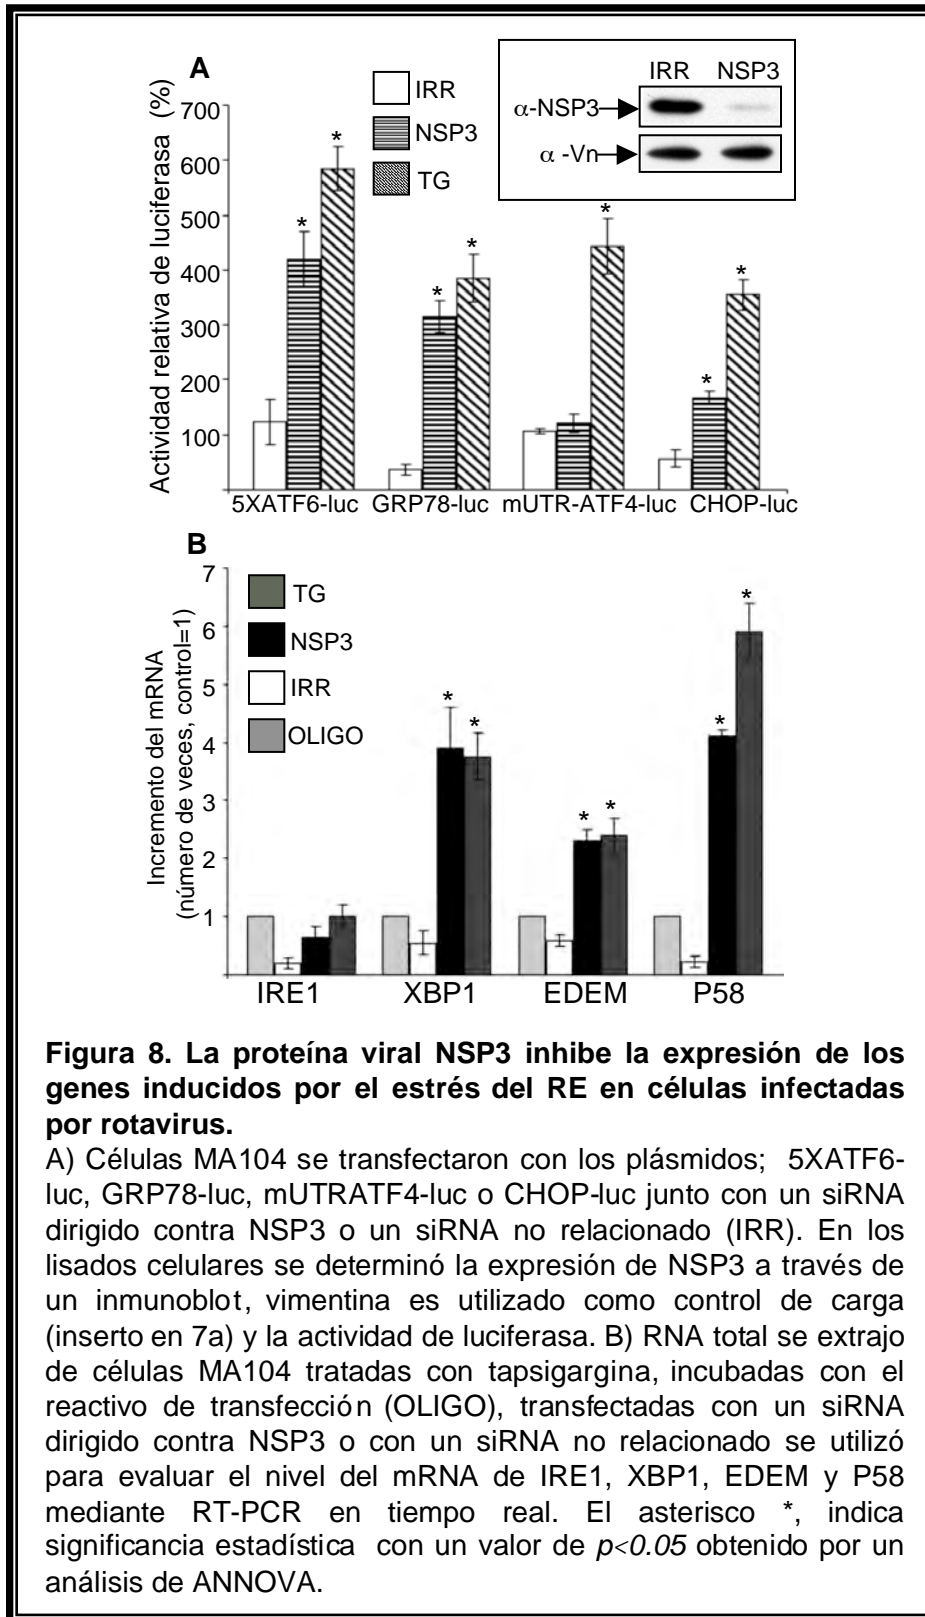 A
IRR NSP3
α-NSP3
α -Vn
IRR
NSP3
TG
Actividad relativa de luciferasa (%)
700
600
500
400
300
200
100
* * * * * * *
5XATF6-luc GRP78-luc mUTR-ATF4-luc CHOP-luc
B
TG
NSP3
IRR
OLIGO
Incremento del mRNA
(número de veces, control=1)
7
6
5
4
3
2
1
* * * * * *
IRE1 XBP1 EDEM P58
Figura 8. La proteína viral NSP3 inhibe la expresión de los
genes inducidos por el estrés del RE en células infectadas
por rotavirus.
A) Células MA104 se transfectaron con los plásmidos; 5XATF6-
luc, GRP78-luc, mUTRATF4-luc o CHOP-luc junto con un siRNA
dirigido contra NSP3 o un siRNA no relacionado (IRR). En los
lisados celulares se determinó la expresión de NSP3 a través de
un inmunoblot, vimentina es utilizado como control de carga
(inserto en 7a) y la actividad de luciferasa. B) RNA total se extrajo
de células MA104 tratadas con tapsigargina, incubadas con el
reactivo de transfección (OLIGO), transfectadas con un siRNA
dirigido contra NSP3 o con un siRNA no relacionado se utilizó
para evaluar el nivel del mRNA de IRE1, XBP1, EDEM y P58
mediante RT-PCR en tiempo real. El asterisco *, indica
significancia estadística con un valor de p<0.05 obtenido por un
análisis de ANNOVA.